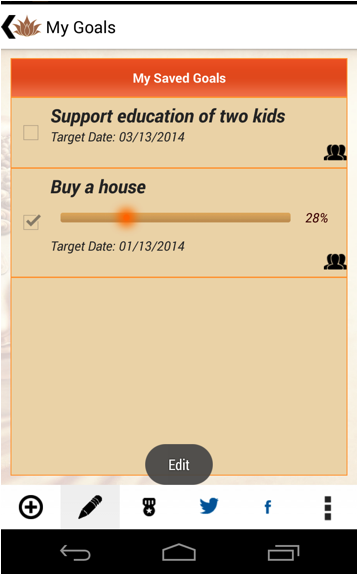 My Goals
My Saved Goals
Support education of two kids
Target Date: 03/13/2014
Buy a house
28%
Target Date: 01/13/2014
Edit